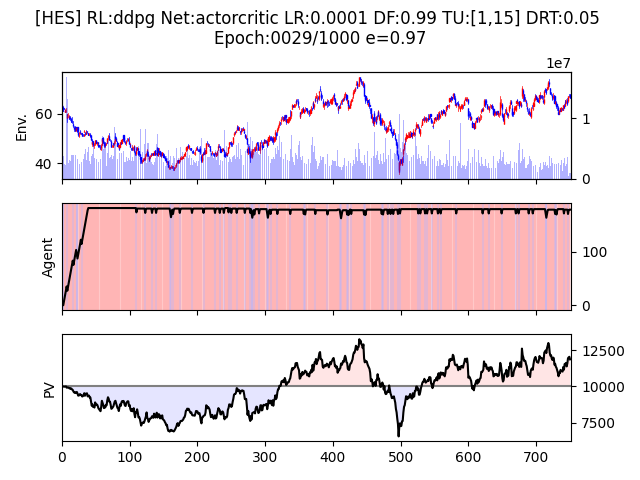 [HES] RL:ddpg Net:actorcritic LR:0.0001 DF:0.99 TU:[1,15] DRT:0.05
Epoch:0029/1000 e=0.97
1e7
Env.
60
40
1
0
Agent
100
0
PV
12500
10000
7500
0 100 200 300 400 500 600 700